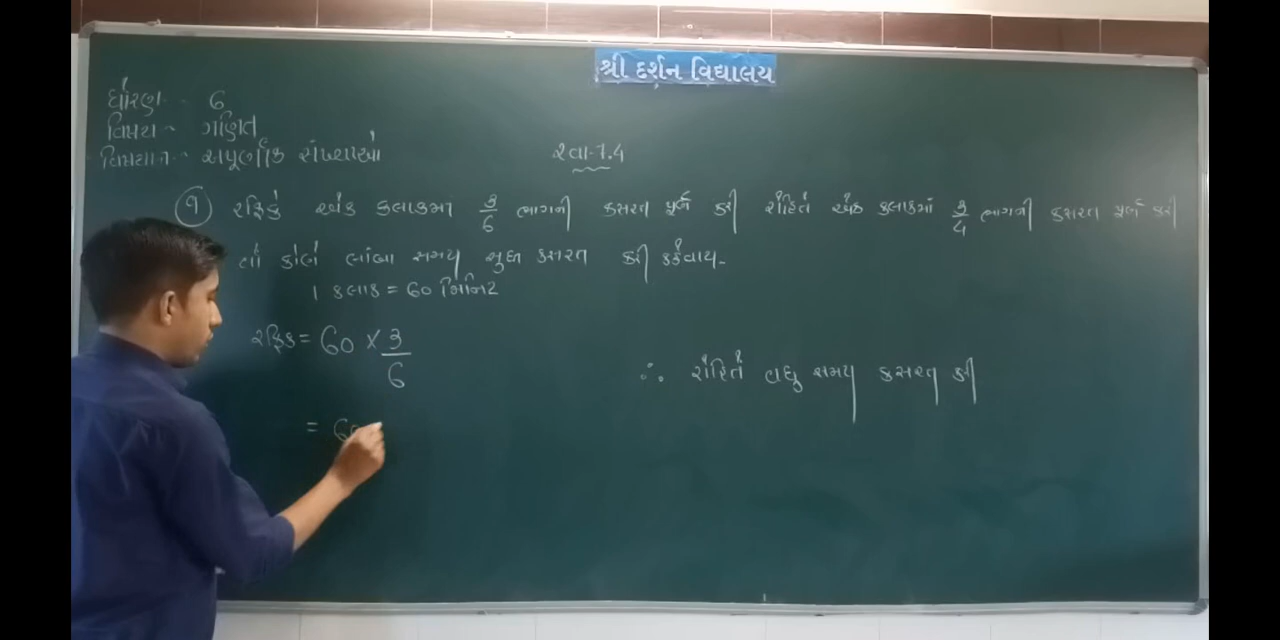 શ્રી દર્શન વિદ્યાલય
ધોરણ - 6
વિષય - ગણિત
અપૂર્ણાંક સંખ્યાઓ
સ્વા-7.4
૧ રફિકે એક કલાકમાં 3/6 ભાગની કસરત પૂર્ણ કરી રોહિતે એક કલાકમાં 3/4 ભાગની કસરત પૂર્ણ કરી
તો કોણે લાંબા સમય સુધી કસરત કરી કહેવાય.
1 કલાક = 60 મિનિટ
રફિક = 60 × 3/6
∴ રોહિતે વધુ સમય કસરત કરી
= 60